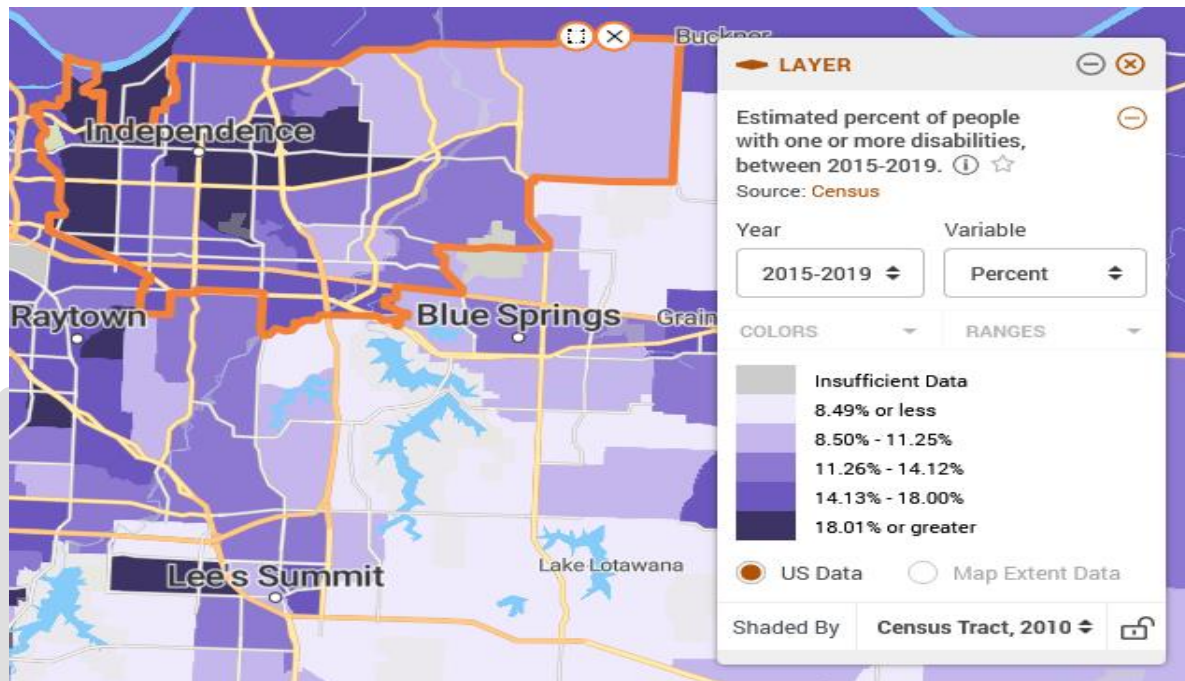 Buckner
Independence
Raytown
Blue Springs
Grain
Lee's Summit
Lake Lotawana
LAYER
Estimated percent of people
with one or more disabilities,
between 2015-2019.
Source: Census
Year
Variable
2015-2019
Percent
COLORS
RANGES
Insufficient Data
8.49% or less
8.50% - 11.25%
11.26% - 14.12%
14.13% - 18.00%
18.01% or greater
US Data
Map Extent Data
Shaded By
Census Tract, 2010